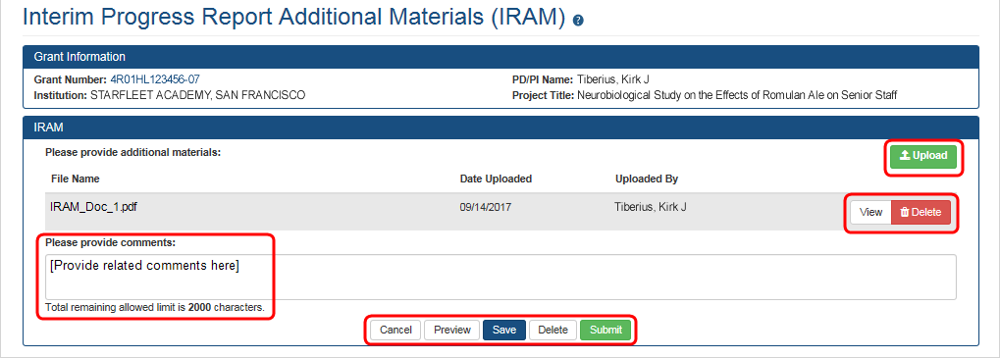 Interim Progress Report Additional Materials (IRAM) ?
Grant Information
Grant Number: 4R01HL123456-07 PD/PI Name: Tiberius, Kirk J
Institution: STARFLEET ACADEMY, SAN FRANCISCO Project Title: Neurobiological Study on the Effects of Romulan Ale on Senior Staff
IRAM
Please provide additional materials: Upload
File Name Date Uploaded Uploaded By
IRAM_Doc_1.pdf 09/14/2017 Tiberius, Kirk J View Delete
Please provide comments:
[Provide related comments here]
Total remaining allowed limit is 2000 characters.
Cancel Preview Save Delete Submit